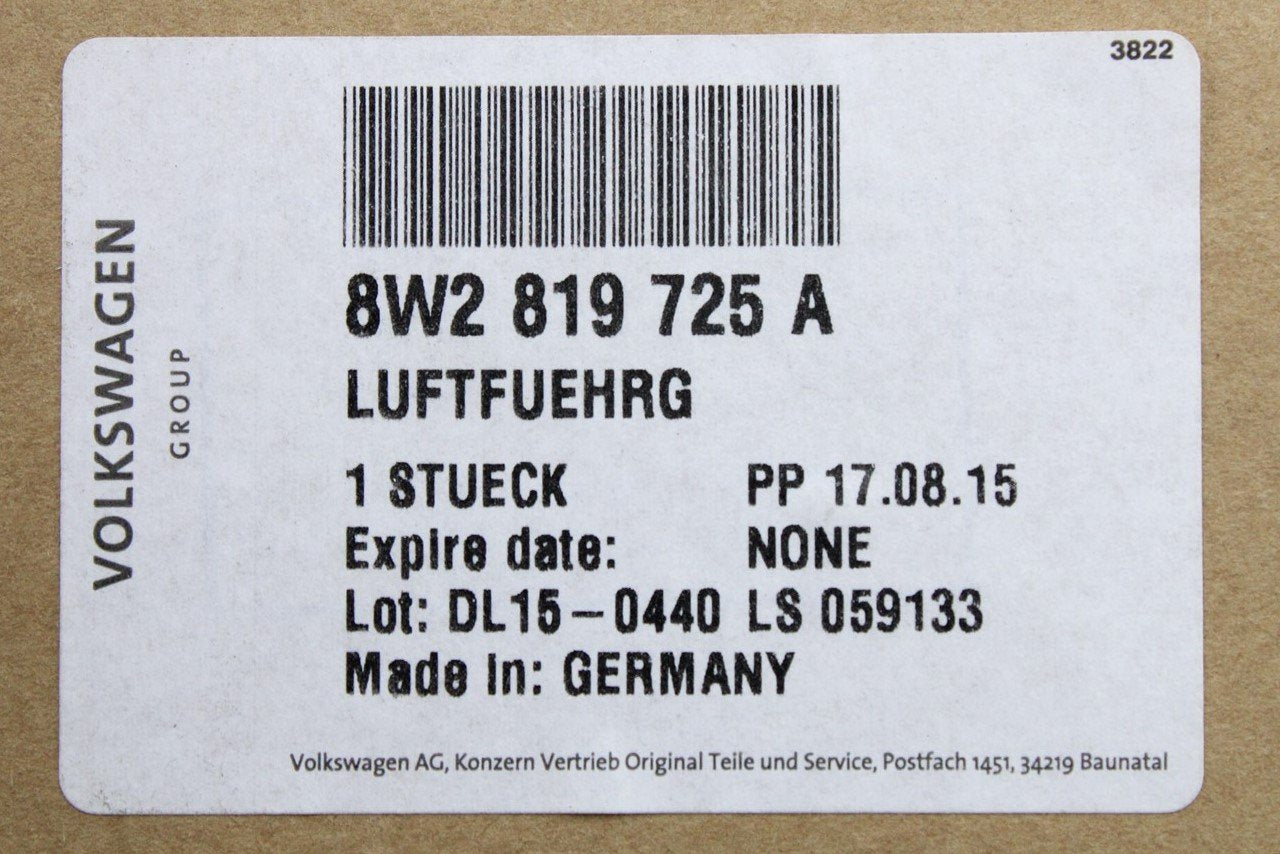 3822
VOLKSWAGEN
GROUP
8W2 819 725 A
LUFTFUEHRG
1 STUECK PP 17.08.15
Expire date: NONE
Lot: DL15-0440 LS 059133
Made in: GERMANY
Volkswagen AG, Konzern Vertrieb Original Teile und Service, Postfach 1451, 34219 Baunatal